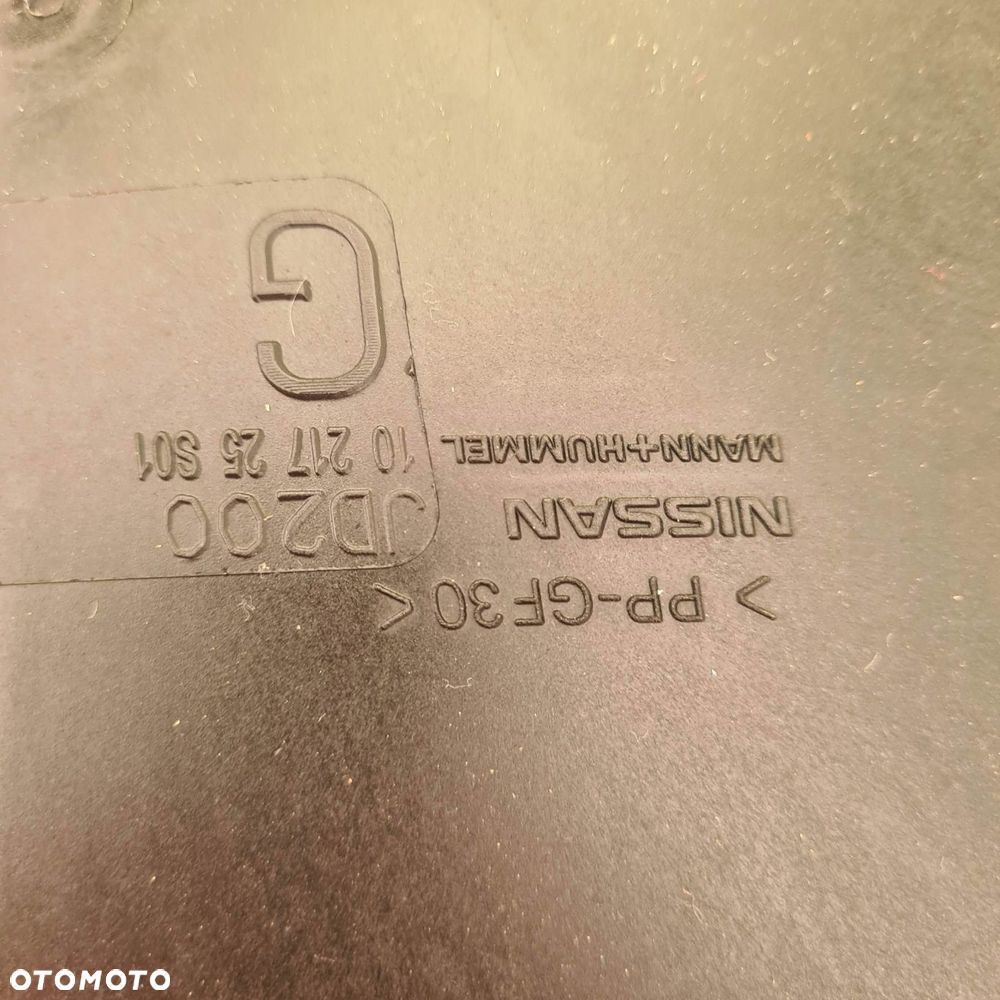 >PP-GF30<
NISSAN
MANN+HUMMEL
JD200
10 217 25 S01
G
OTOMOTO